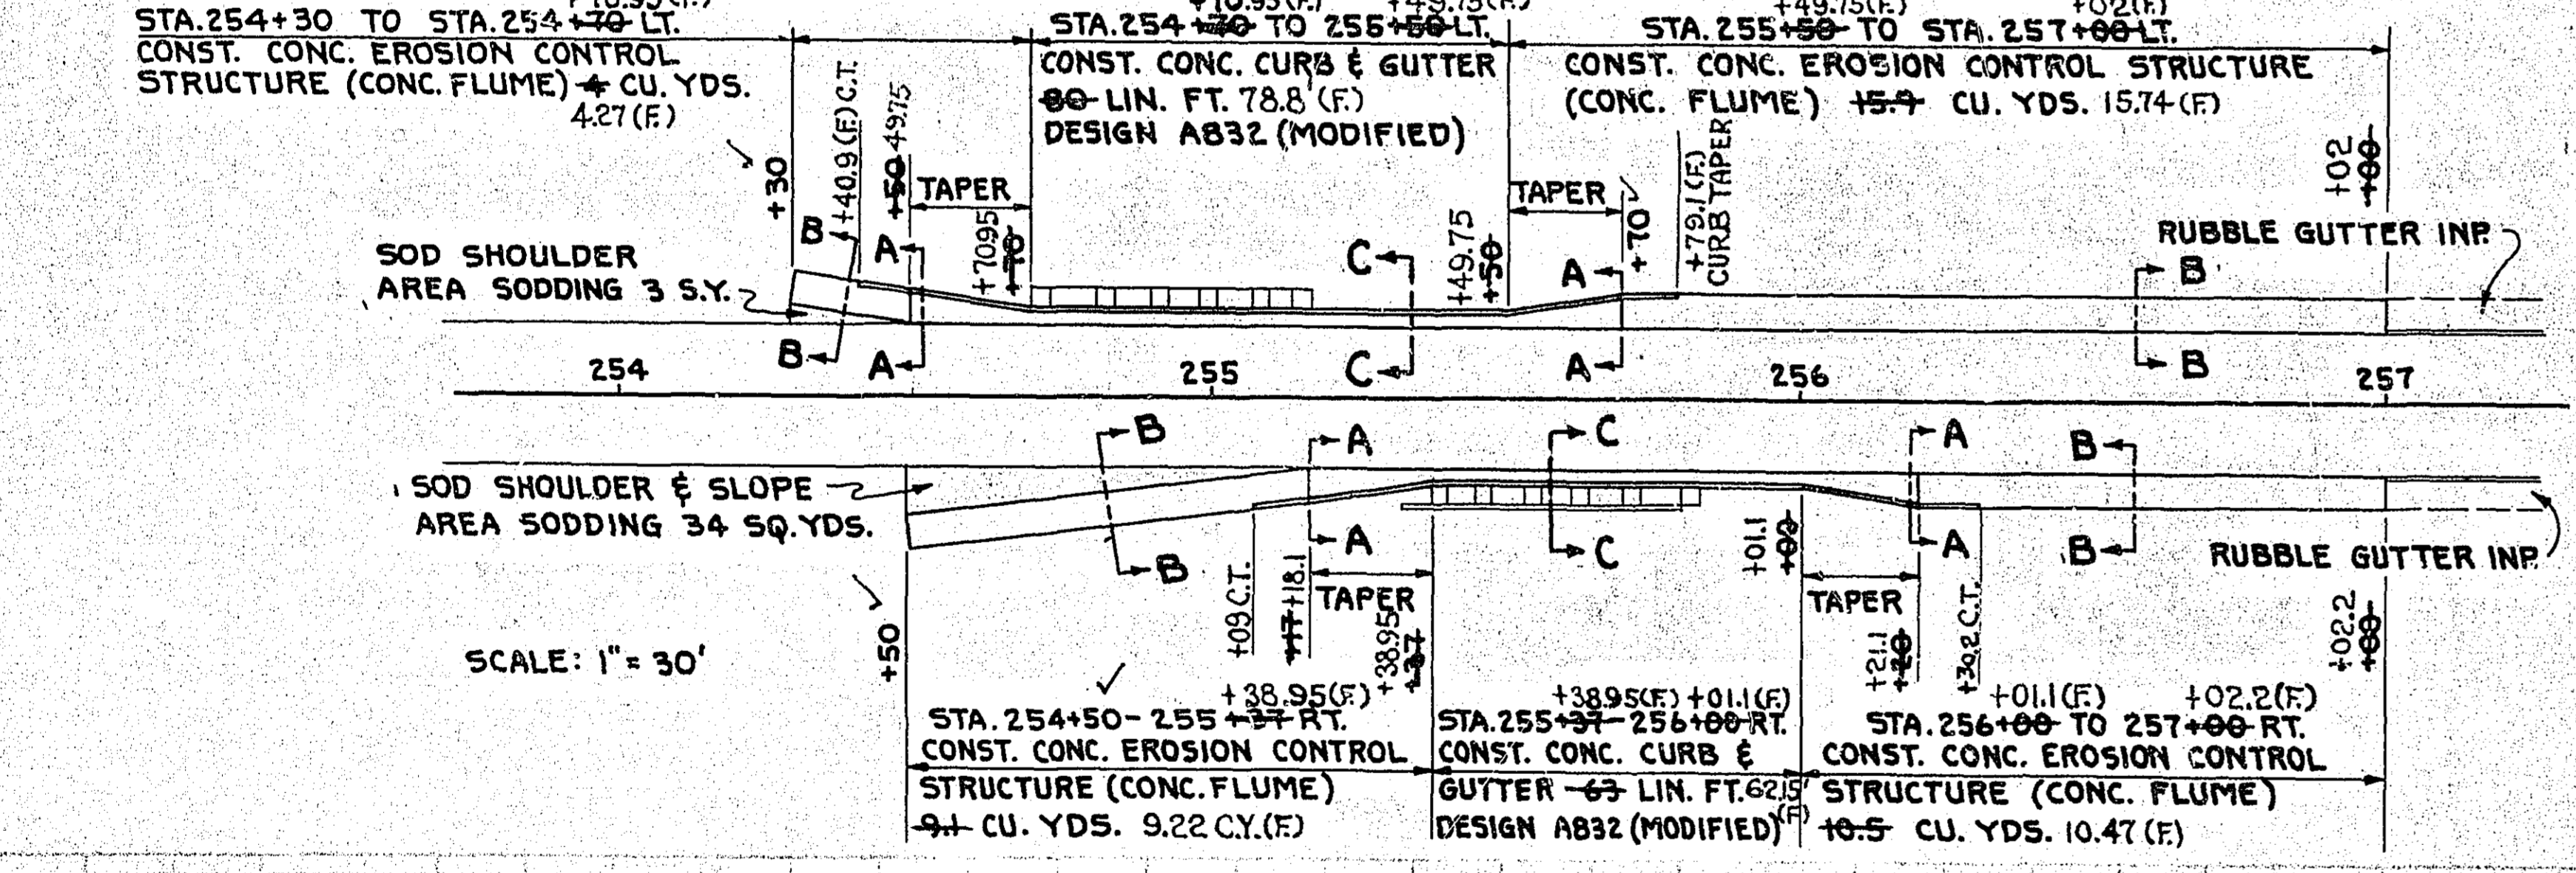 +70.95(F.)
STA.254+30 TO STA.254+70 LT.
CONST. CONC. EROSION CONTROL
STRUCTURE (CONC. FLUME) 4 CU. YDS.
4.27 (F.)
+70.95(F.) +49.75(F.)
STA.254+70 TO 255+50 LT.
CONST. CONC. CURB & GUTTER
80 LIN. FT. 78.8' (F.)
DESIGN A832 (MODIFIED)
+49.75(F.) +02(F.)
STA.255+50 TO STA.257+00 LT.
CONST. CONC. EROSION CONTROL STRUCTURE
(CONC. FLUME) 15.9 CU. YDS. 15.74 (F.)
+30
+40.9 (F.) C.T.
+50 49.75
TAPER
+70.95
+70
+49.75
+50
TAPER
+70
+79.1 (F.)
CURB TAPER
+02
+00
RUBBLE GUTTER INP.
SOD SHOULDER
AREA SODDING 3 S.Y.
B
A
C
A
B
B
A
C
A
B
254
255
256
257
B
A
C
A
B
SOD SHOULDER & SLOPE
AREA SODDING 34 SQ. YDS.
B
A
C
A
B
RUBBLE GUTTER INP.
SCALE: 1" = 30'
+50
+09 C.T.
+17 +18.1
TAPER
+38.95
+37
+01.1
+00
TAPER
+21.1
+20
+30.2 C.T.
+02.2
+00
+38.95(F.)
STA.254+50-255+37 RT.
CONST. CONC. EROSION CONTROL
STRUCTURE (CONC. FLUME)
9.1 CU. YDS. 9.22 C.Y.(F.)
+38.95(F.) +01.1(F.)
STA.255+37-256+00 RT.
CONST. CONC. CURB &
GUTTER 63 LIN. FT. 62.15'
DESIGN A832 (MODIFIED) (F)
+01.1(F.) +02.2(F.)
STA.256+00 TO 257+00 RT.
CONST. CONC. EROSION CONTROL
STRUCTURE (CONC. FLUME)
10.5 CU. YDS. 10.47 (F.)